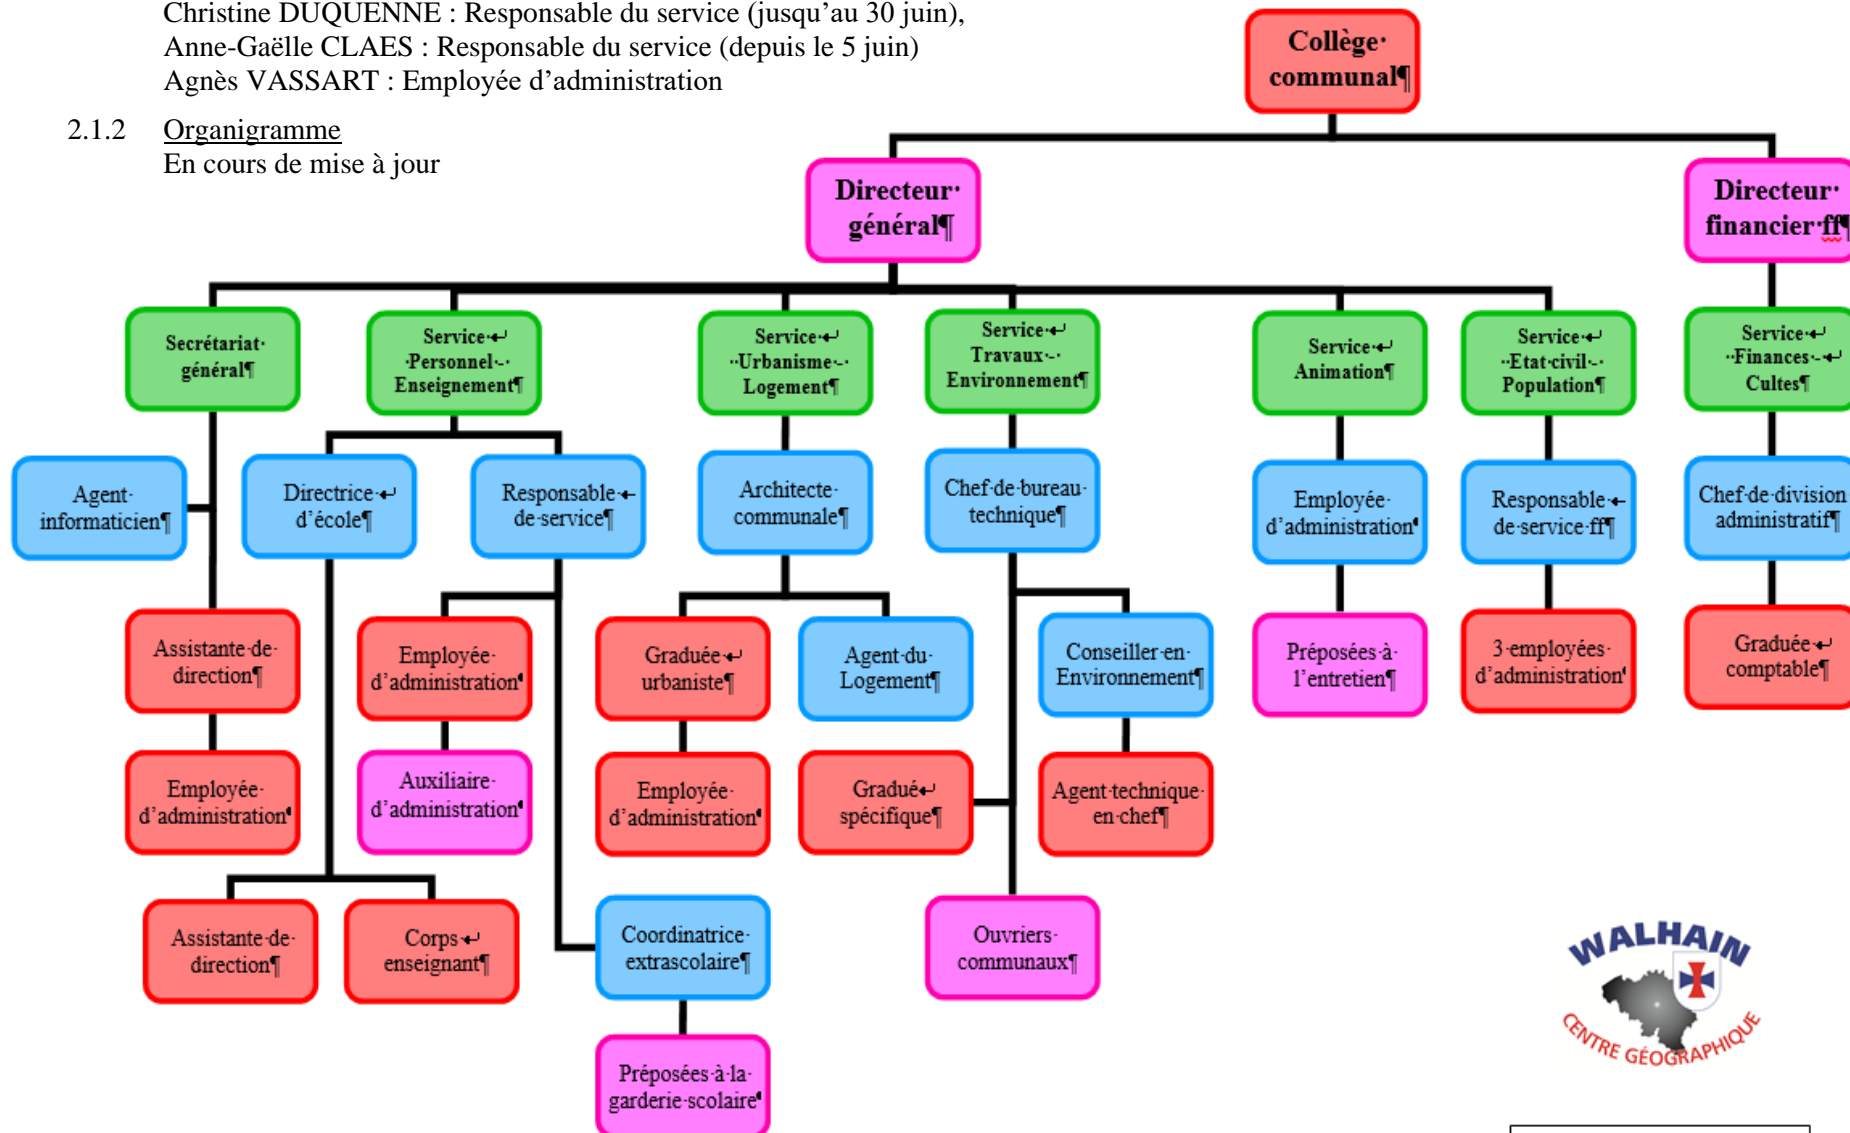 Christine DUQUENNE : Responsable du service (jusqu’au 30 juin),
Anne-Gaëlle CLAES : Responsable du service (depuis le 5 juin)
Agnès VASSART : Employée d’administration
2.1.2 Organigramme
En cours de mise à jour
Collège·
communal¶
Directeur·
général¶
Directeur·
financier·ff¶
Secrétariat·
général¶
Service·↵
·Personnel·-·
Enseignement¶
Service·↵
··Urbanisme·-·
Logement¶
Service·↵
Travaux·-·
Environnement¶
Service·↵
Animation¶
Service·↵
··Etat·civil·-·
Population¶
Service·↵
··Finances·-·↵
Cultes¶
Agent·
informaticien¶
Directrice·↵
d’école¶
Responsable·↵
de·service¶
Architecte·
communale¶
Chef·de·bureau·
technique¶
Employée·
d’administration¶
Responsable·↵
de·service·ff¶
Chef·de·division·
administratif¶
Assistante·de·
direction¶
Employée·
d’administration¶
Graduée·↵
urbaniste¶
Agent·du·
Logement¶
Conseiller·en·
Environnement¶
Préposées·à·
l’entretien¶
3·employées·
d’administration¶
Graduée·↵
comptable¶
Employée·
d’administration¶
Auxiliaire·
d’administration¶
Employée·
d’administration¶
Gradué↵
spécifique¶
Agent·technique·
en·chef¶
Assistante·de·
direction¶
Corps·↵
enseignant¶
Coordinatrice·
extrascolaire¶
Ouvriers·
communaux¶
Préposées·à·la·
garderie·scolaire¶
WALHAIN
CENTRE GÉOGRAPHIQUE